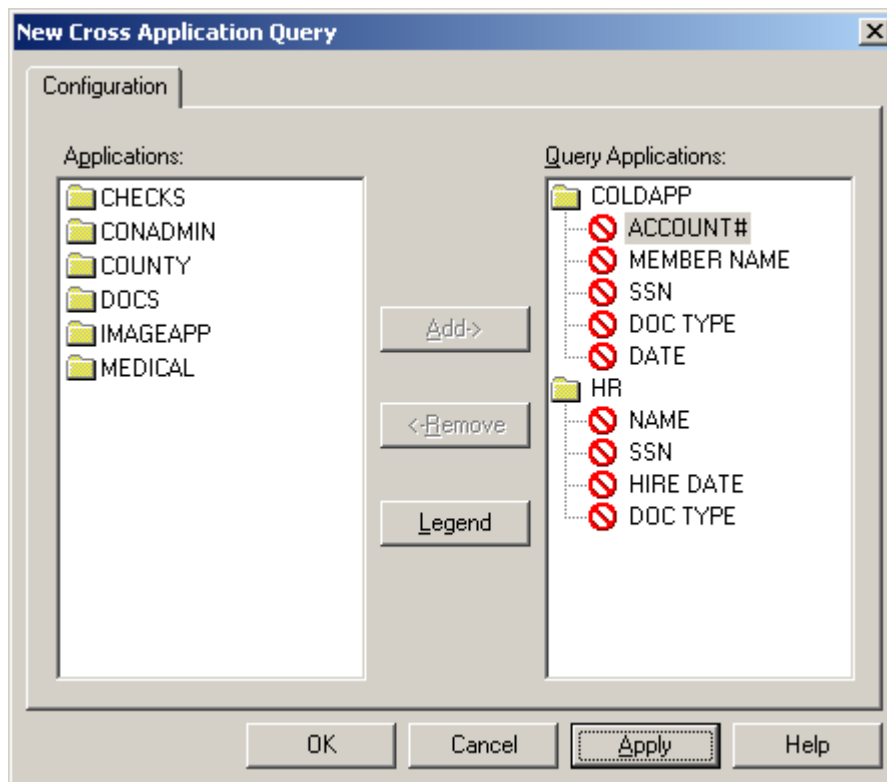 New Cross Application Query
Configuration
Applications:
CHECKS
CONADMIN
COUNTY
DOCS
IMAGEAPP
MEDICAL
Add->
<-Remove
Legend
Query Applications:
COLDAPP
ACCOUNT#
MEMBER NAME
SSN
DOC TYPE
DATE
HR
NAME
SSN
HIRE DATE
DOC TYPE
OK
Cancel
Apply
Help